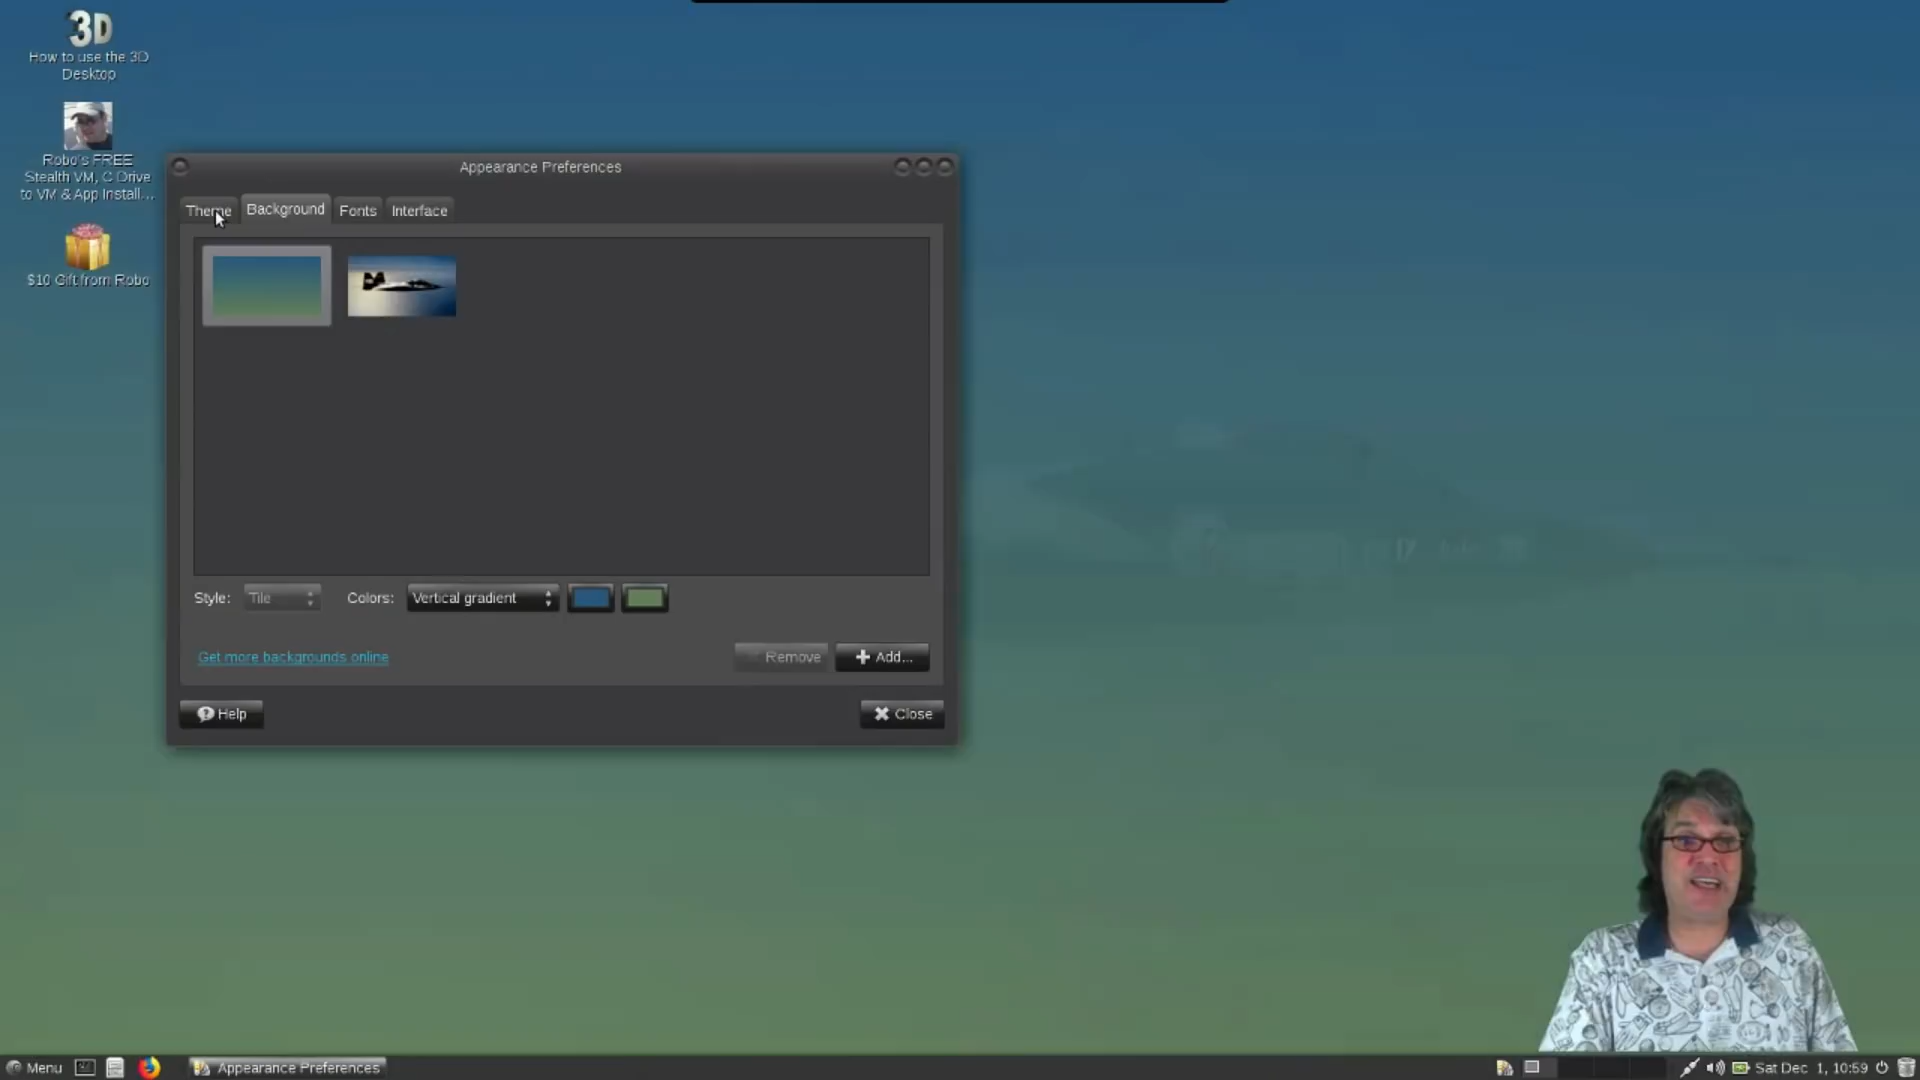 3D
How to use the 3D
Desktop
Robo's FREE
Stealth VM, C Drive
to VM & App Install...
$10 Gift from Robo
Appearance Preferences
Theme
Background
Fonts
Interface
Style:
Tile
Colors:
Vertical gradient
Get more backgrounds online
Remove
Add...
Help
Close
Menu
Appearance Preferences
Sat Dec 1, 10:59